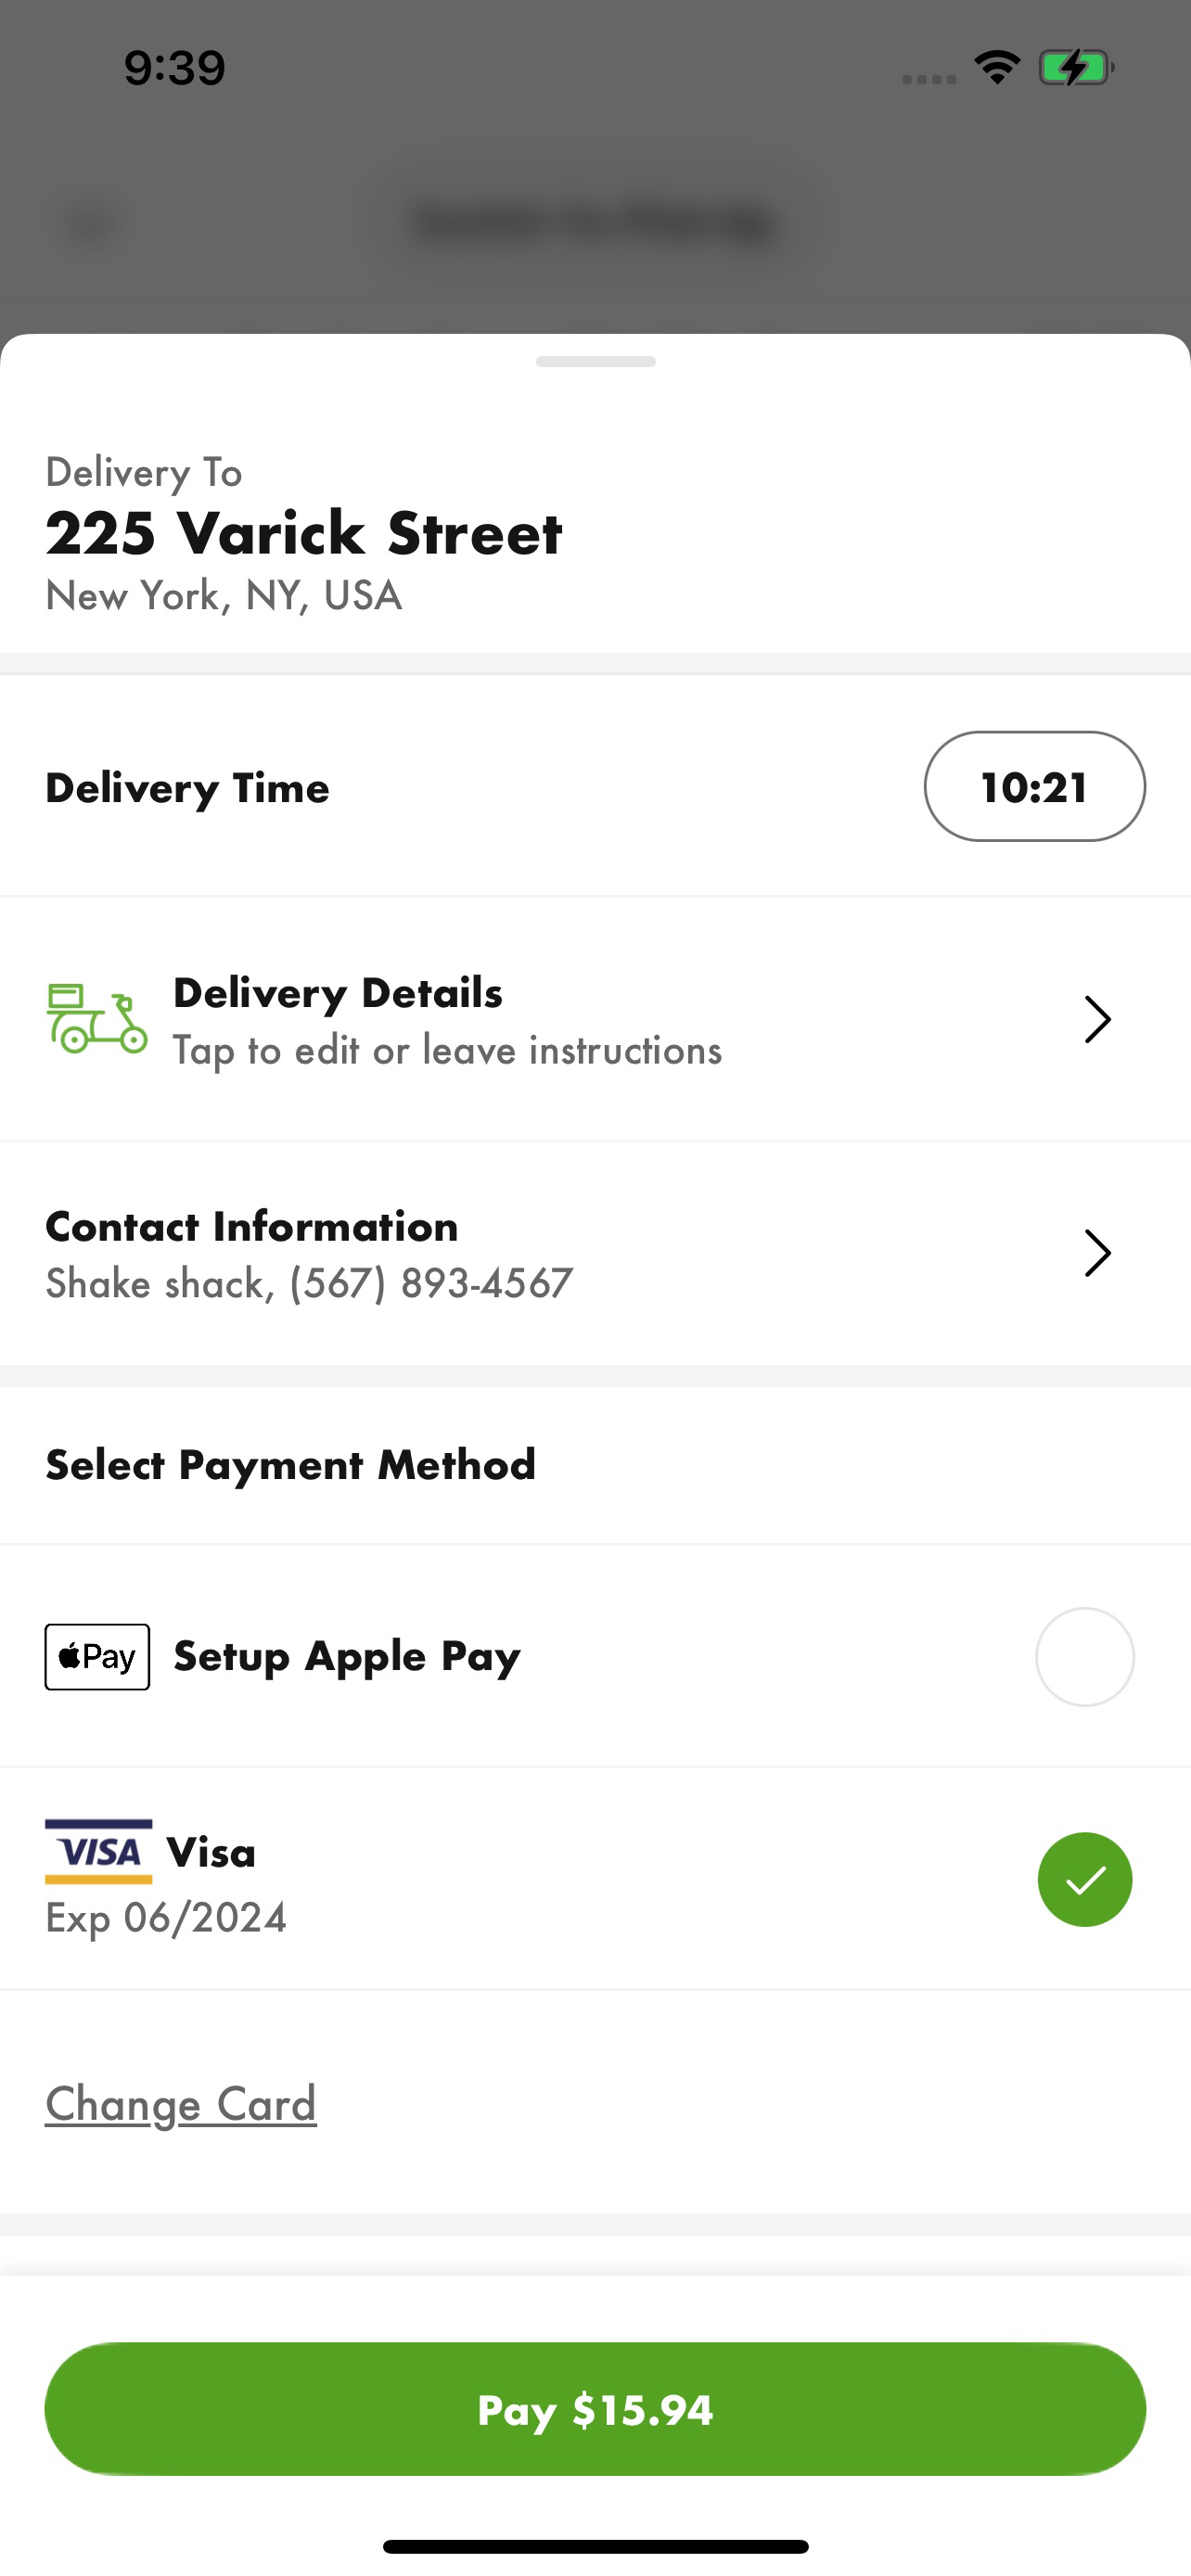 9:39
Delivery To
225 Varick Street
New York, NY, USA
Delivery Time
10:21
Delivery Details
Tap to edit or leave instructions
Contact Information
Shake shack, (567) 893-4567
Select Payment Method
Pay Setup Apple Pay
VISA Visa
Exp 06/2024
Change Card
Pay $15.94